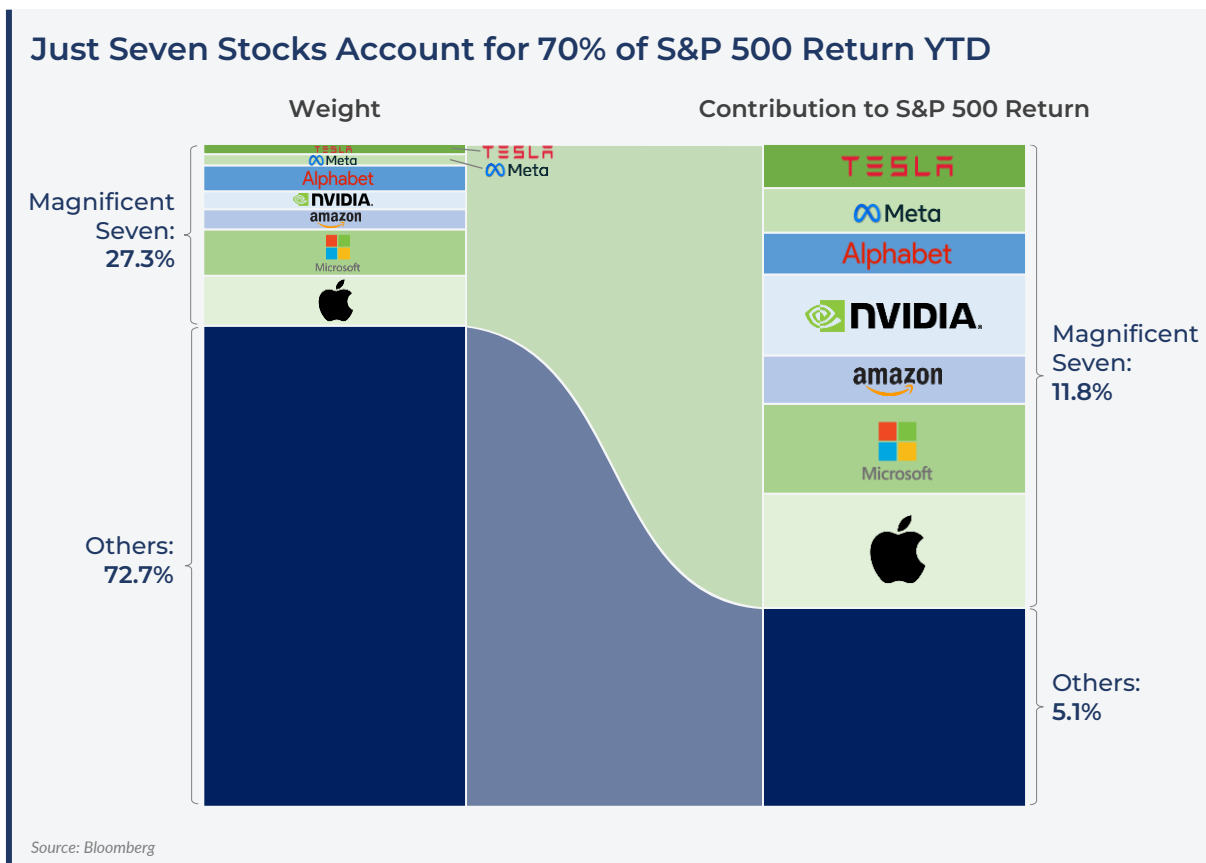 Just Seven Stocks Account for 70% of S&P 500 Return YTD
Weight
Contribution to S&P 500 Return
Magnificent
Seven:
27.3%
TESLA
TESLA
Meta
Meta
Alphabet
NVIDIA.
amazon
Microsoft
Others:
72.7%
TESLA
Meta
Alphabet
NVIDIA.
amazon
Microsoft
Magnificent
Seven:
11.8%
Others:
5.1%
Source: Bloomberg